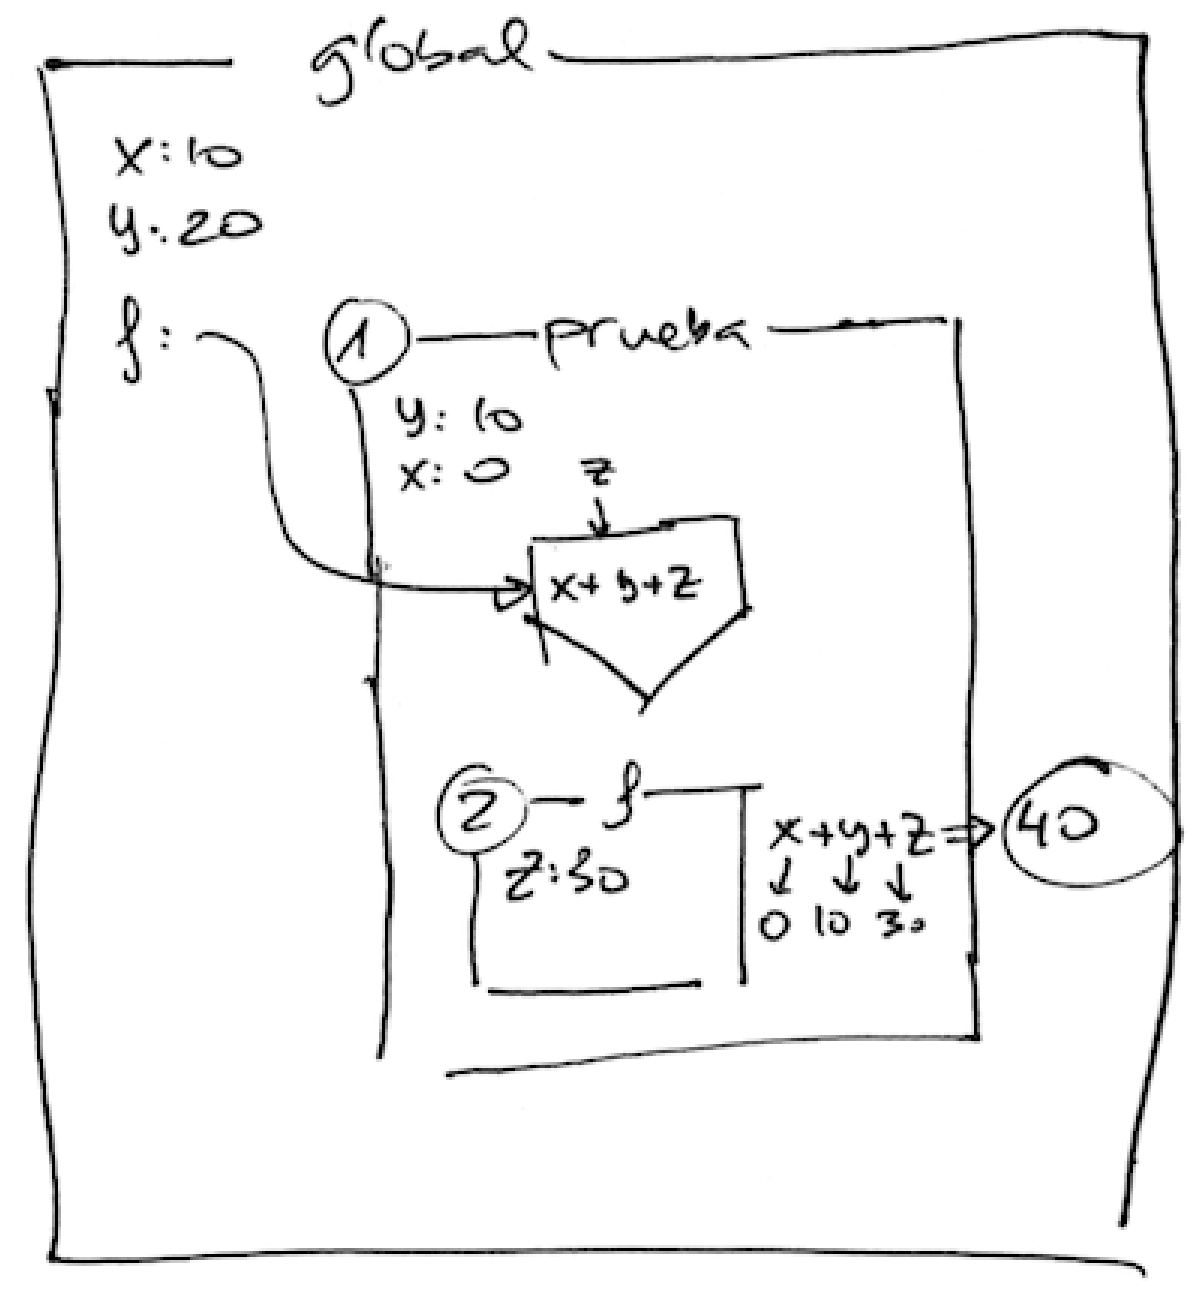 global
x:10
y:20
f:
1 prueba
y: 10
x: 0
z
x+y+z
2 f
z:30
x+y+z ⇒ 40
0 10 30